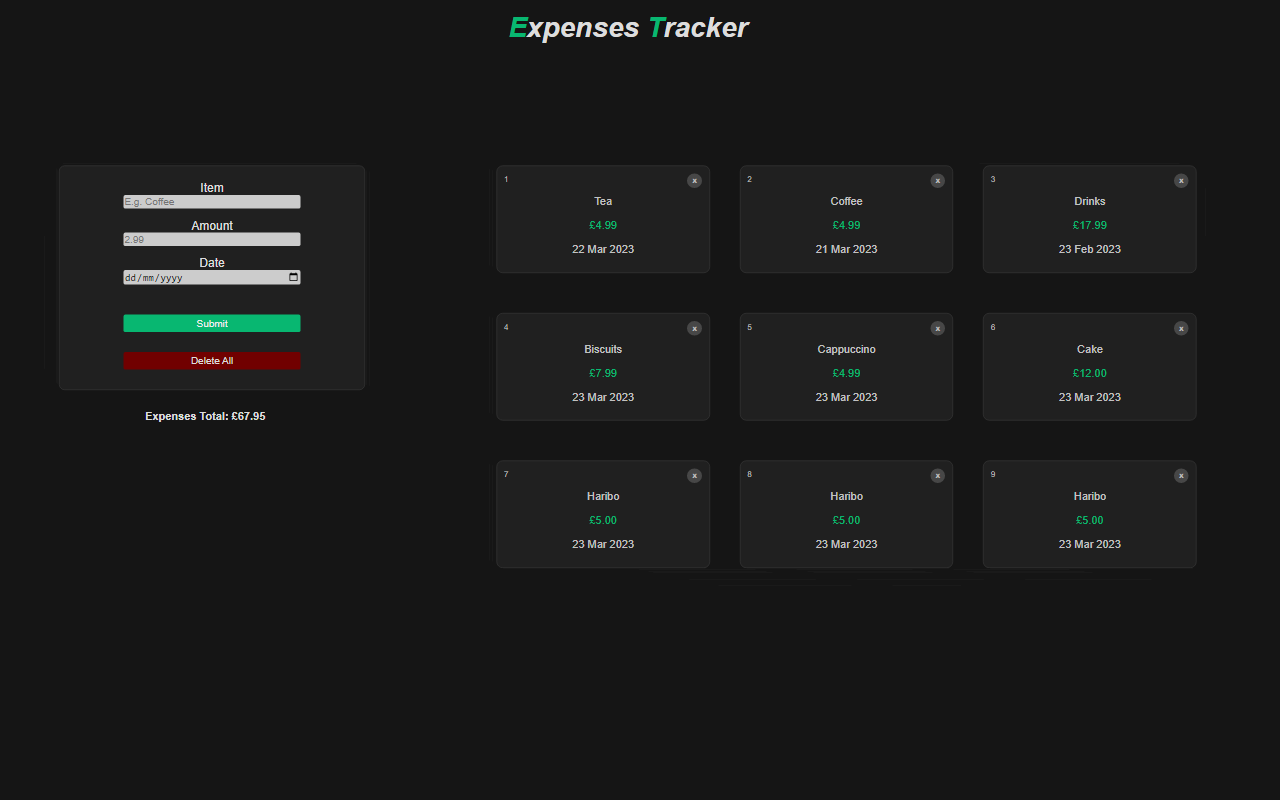 Expenses Tracker
Item
E.g. Coffee
Amount
2.99
Date
dd/mm/yyyy
Submit
Delete All
Expenses Total: £67.95
1
x
Tea
£4.99
22 Mar 2023
2
x
Coffee
£4.99
21 Mar 2023
3
x
Drinks
£17.99
23 Feb 2023
4
x
Biscuits
£7.99
23 Mar 2023
5
x
Cappuccino
£4.99
23 Mar 2023
6
x
Cake
£12.00
23 Mar 2023
7
x
Haribo
£5.00
23 Mar 2023
8
x
Haribo
£5.00
23 Mar 2023
9
x
Haribo
£5.00
23 Mar 2023